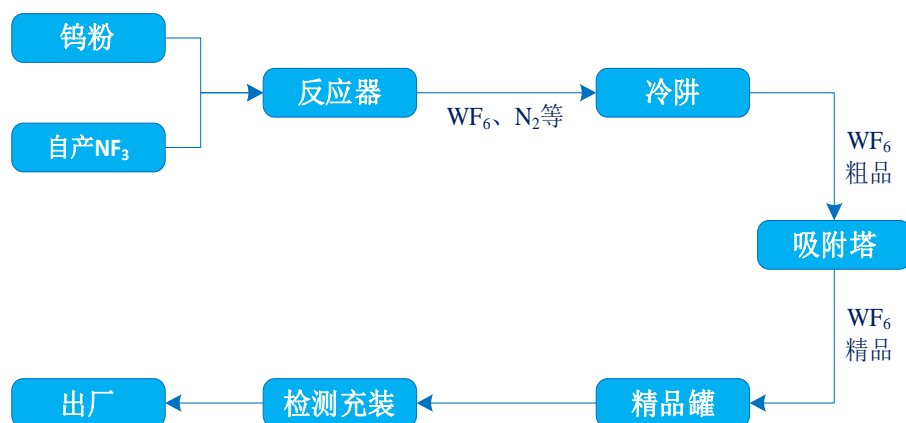 钨粉
自产NF₃
反应器
WF₆、N₂等
冷阱
WF₆
粗品
吸附塔
WF₆
精品
精品罐
检测充装
出厂